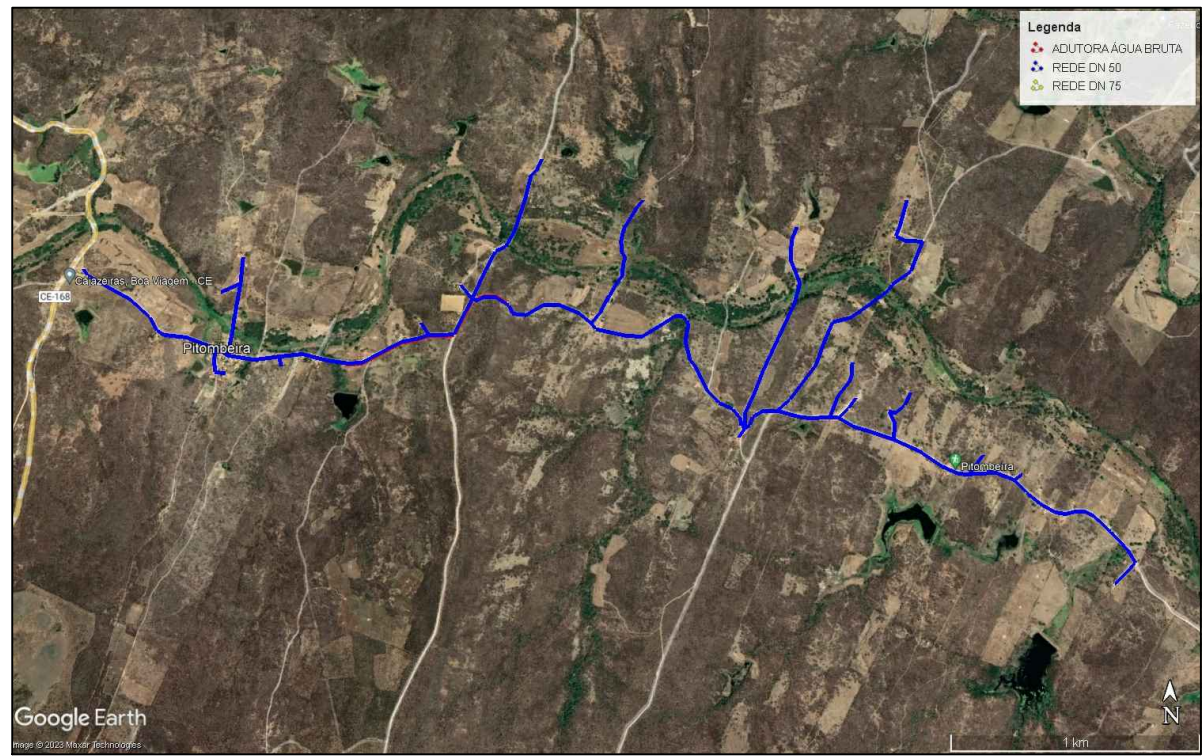 Legenda
ADUTORA ÁGUA BRUTA
REDE DN 50
REDE DN 75
Calazeiras, Boa Viagem - CE
CE-168
Pitombeira
Pitombeira
Google Earth
Image © 2023 Maxar Technologies
N
1 km